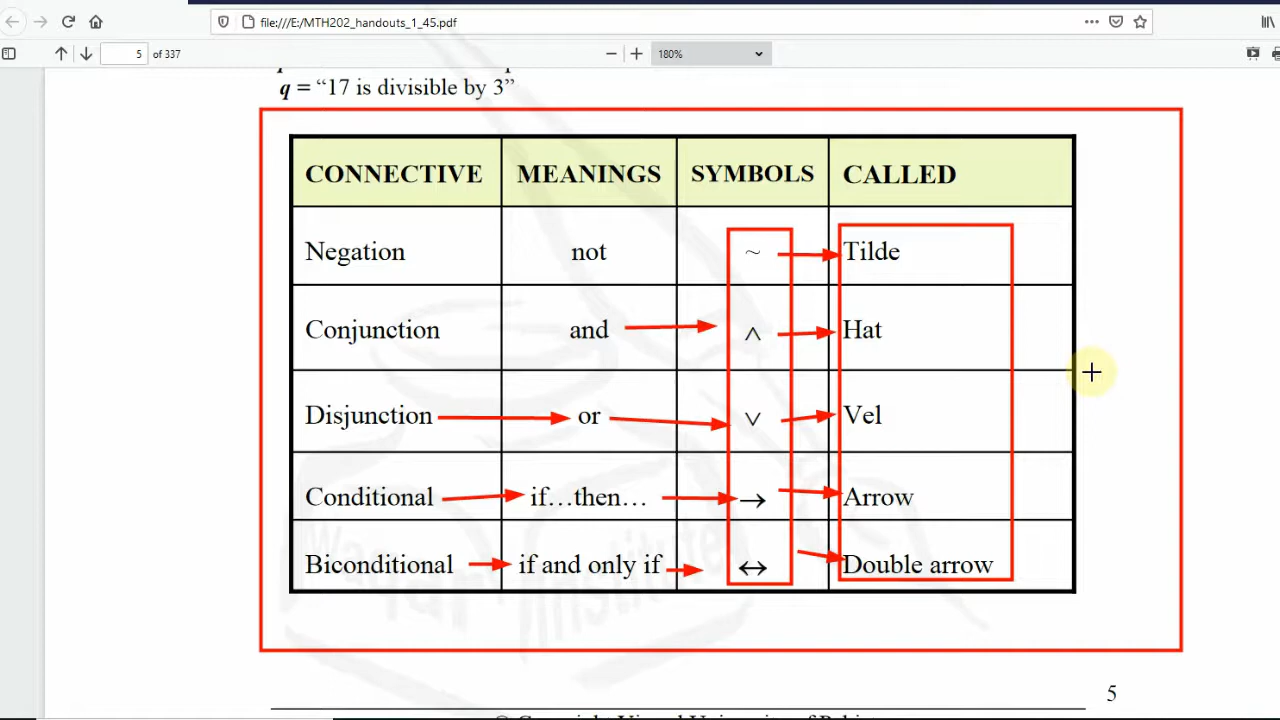 file:///E:/MTH202_handouts_1_45.pdf
5 of 337
180%
q = “17 is divisible by 3”
CONNECTIVE MEANINGS SYMBOLS CALLED
Negation not ~ Tilde
Conjunction and ∧ Hat
Disjunction or ∨ Vel
Conditional if…then… → Arrow
Biconditional if and only if ↔ Double arrow
5